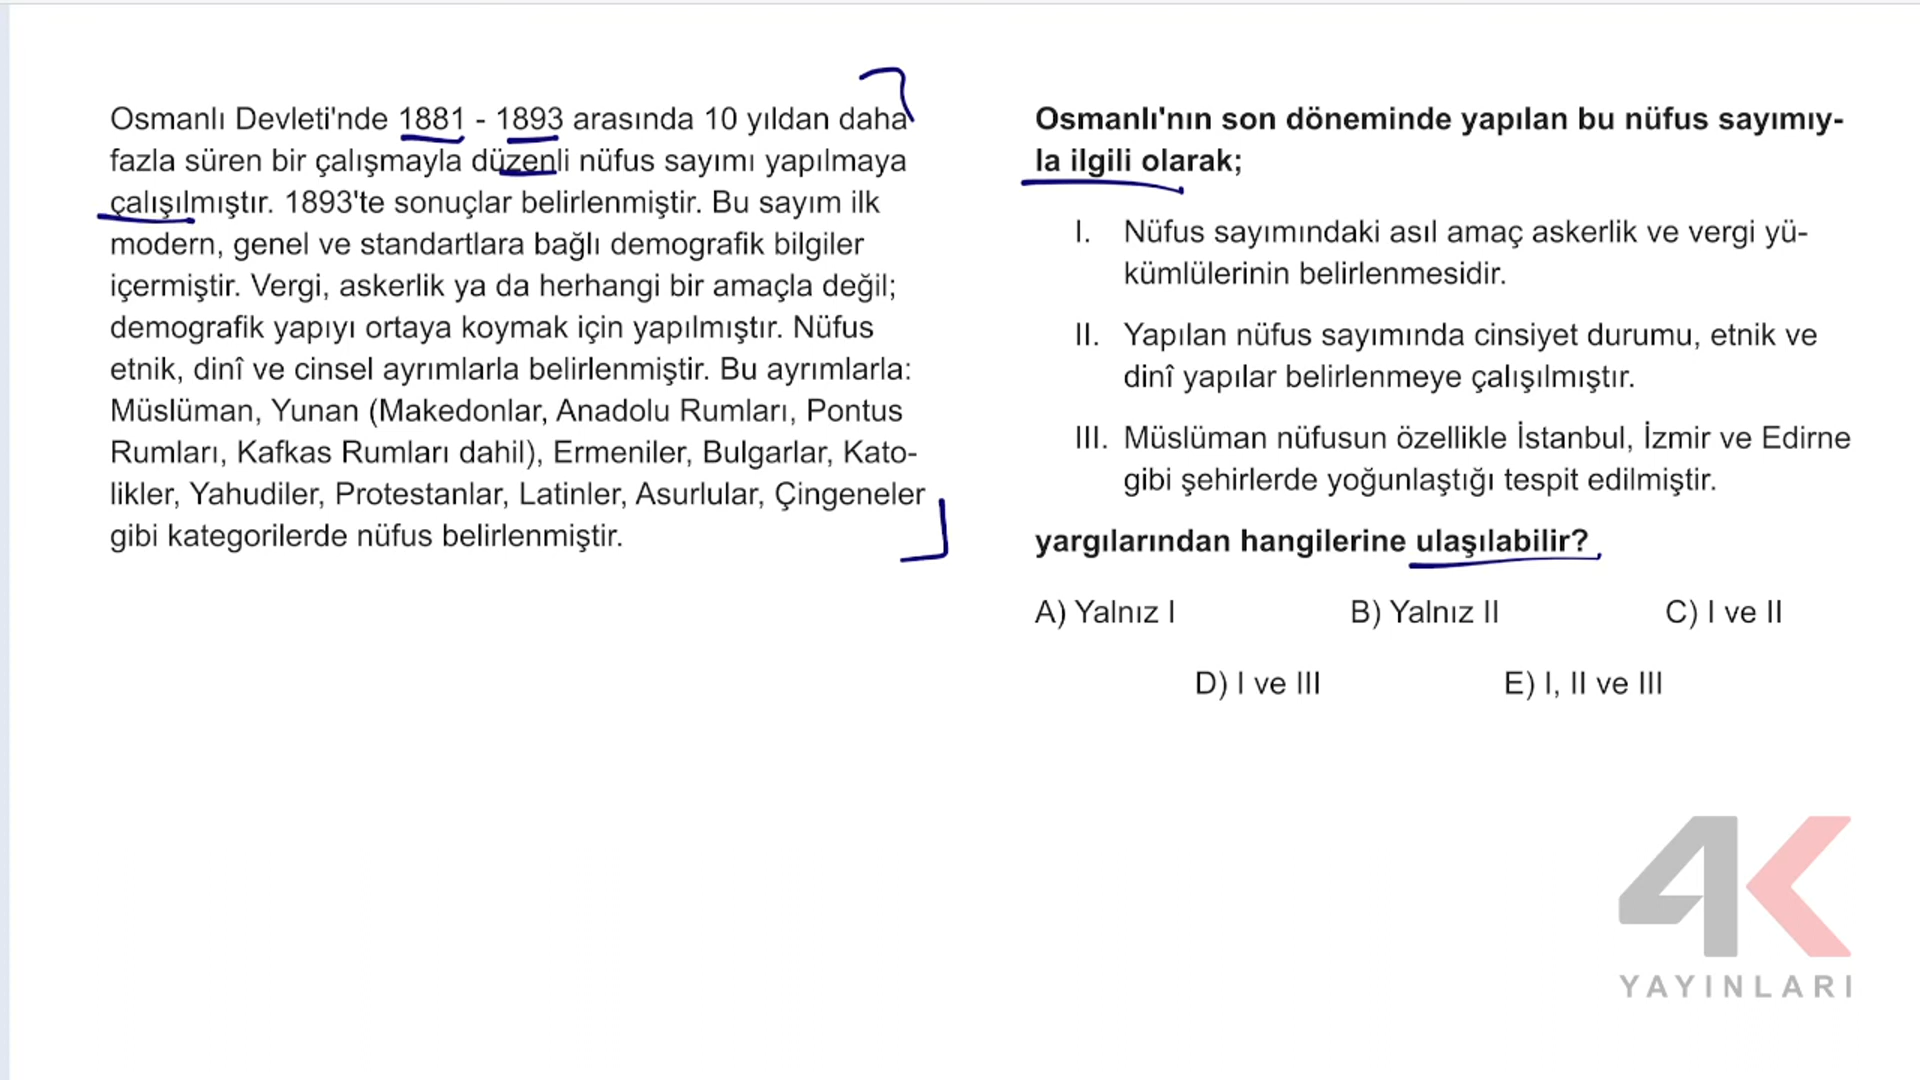 Osmanlı Devleti'nde 1881 - 1893 arasında 10 yıldan daha
fazla süren bir çalışmayla düzenli nüfus sayımı yapılmaya
çalışılmıştır. 1893'te sonuçlar belirlenmiştir. Bu sayım ilk
modern, genel ve standartlara bağlı demografik bilgiler
içermiştir. Vergi, askerlik ya da herhangi bir amaçla değil;
demografik yapıyı ortaya koymak için yapılmıştır. Nüfus
etnik, dinî ve cinsel ayrımlarla belirlenmiştir. Bu ayrımlarla:
Müslüman, Yunan (Makedonlar, Anadolu Rumları, Pontus
Rumları, Kafkas Rumları dahil), Ermeniler, Bulgarlar, Kato-
likler, Yahudiler, Protestanlar, Latinler, Asurlular, Çingeneler
gibi kategorilerde nüfus belirlenmiştir.
Osmanlı'nın son döneminde yapılan bu nüfus sayımıy-
la ilgili olarak;
I. Nüfus sayımındaki asıl amaç askerlik ve vergi yü-
kümlülerinin belirlenmesidir.
II. Yapılan nüfus sayımında cinsiyet durumu, etnik ve
dinî yapılar belirlenmeye çalışılmıştır.
III. Müslüman nüfusun özellikle İstanbul, İzmir ve Edirne
gibi şehirlerde yoğunlaştığı tespit edilmiştir.
yargılarından hangilerine ulaşılabilir?
A) Yalnız I B) Yalnız II C) I ve II
D) I ve III E) I, II ve III
4K
YAYINLARI